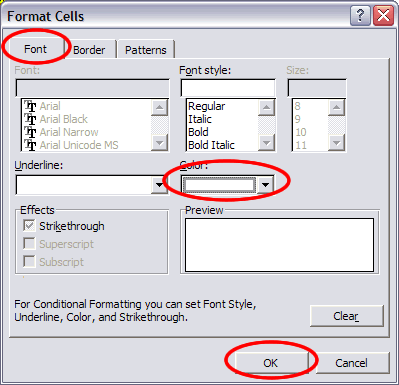 Format Cells
Font Border Patterns
Font: Font style: Size:
Arial Regular 8
Arial Black Italic 9
Arial Narrow Bold 10
Arial Unicode MS Bold Italic 11
Underline: Color:
Effects Preview
Strikethrough
Superscript
Subscript
For Conditional Formatting you can set Font Style,
Underline, Color, and Strikethrough.
Clear
OK Cancel